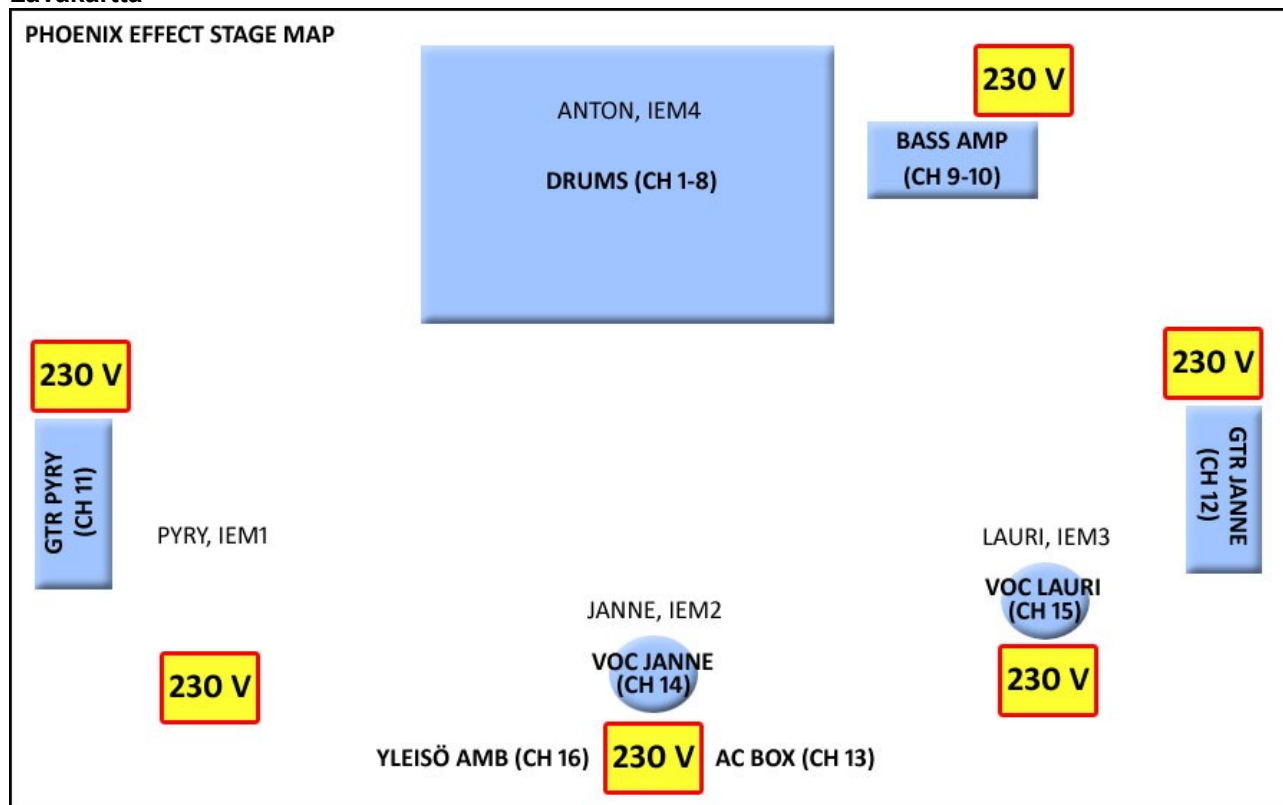 PHOENIX EFFECT STAGE MAP
230 V
ANTON, IEM4
DRUMS (CH 1-8)
BASS AMP
(CH 9-10)
230 V
230 V
GTR PYRY
(CH 11)
GTR JANNE
(CH 12)
PYRY, IEM1
LAURI, IEM3
VOC LAURI
(CH 15)
JANNE, IEM2
VOC JANNE
(CH 14)
230 V
230 V
YLEISÖ AMB (CH 16)
230 V
AC BOX (CH 13)